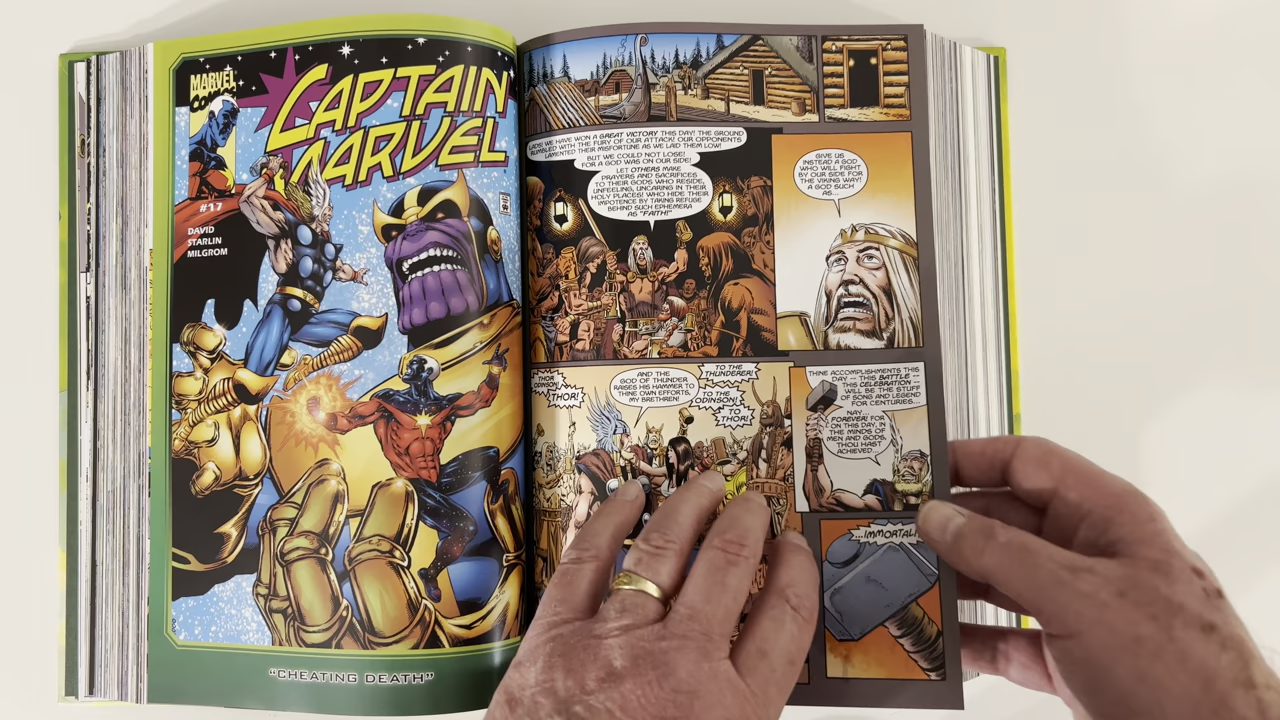 MARVEL
COMICS
CAPTAIN
MARVEL
#17
DAVID
STARLIN
MILGROM
"CHEATING DEATH"
LADS! WE HAVE WON A GREAT VICTORY THIS DAY! THE GROUND
RUMBLED WITH THE FURY OF OUR ATTACK! OUR OPPONENTS
LAMENTED THEIR MISFORTUNE AS WE LAID THEM LOW!
BUT WE COULD NOT LOSE!
FOR A GOD WAS ON OUR SIDE!
LET OTHERS MAKE
PRAYERS AND SACRIFICES
TO THEIR GODS WHO RESIDE,
UNFEELING, UNCARING IN THEIR
HOLY PLACES! WHO HIDE THEIR
IMPOTENCE BY TAKING REFUGE
BEHIND SUCH EPHEMERA
AS "FAITH!"
GIVE US
INSTEAD A GOD
WHO WILL FIGHT
BY OUR SIDE FOR
THE VIKING WAY!
A GOD SUCH
AS...
THOR
ODINSON!
THOR!
AND THE
GOD OF THUNDER
RAISES HIS HAMMER TO
THINE OWN EFFORTS,
MY BRETHREN!
TO THE
THUNDERER!
TO THE
ODINSON!
TO
THOR!
THINE ACCOMPLISHMENTS THIS
DAY -- THIS BATTLE --
THIS CELEBRATION --
WILL BE THE STUFF
OF SONG AND LEGEND
FOR CENTURIES...
NAY...
FOREVER! FOR
ON THIS DAY, IN
THE MINDS OF
MEN AND GODS,
THOU HAST
ACHIEVED...
...IMMORTALI